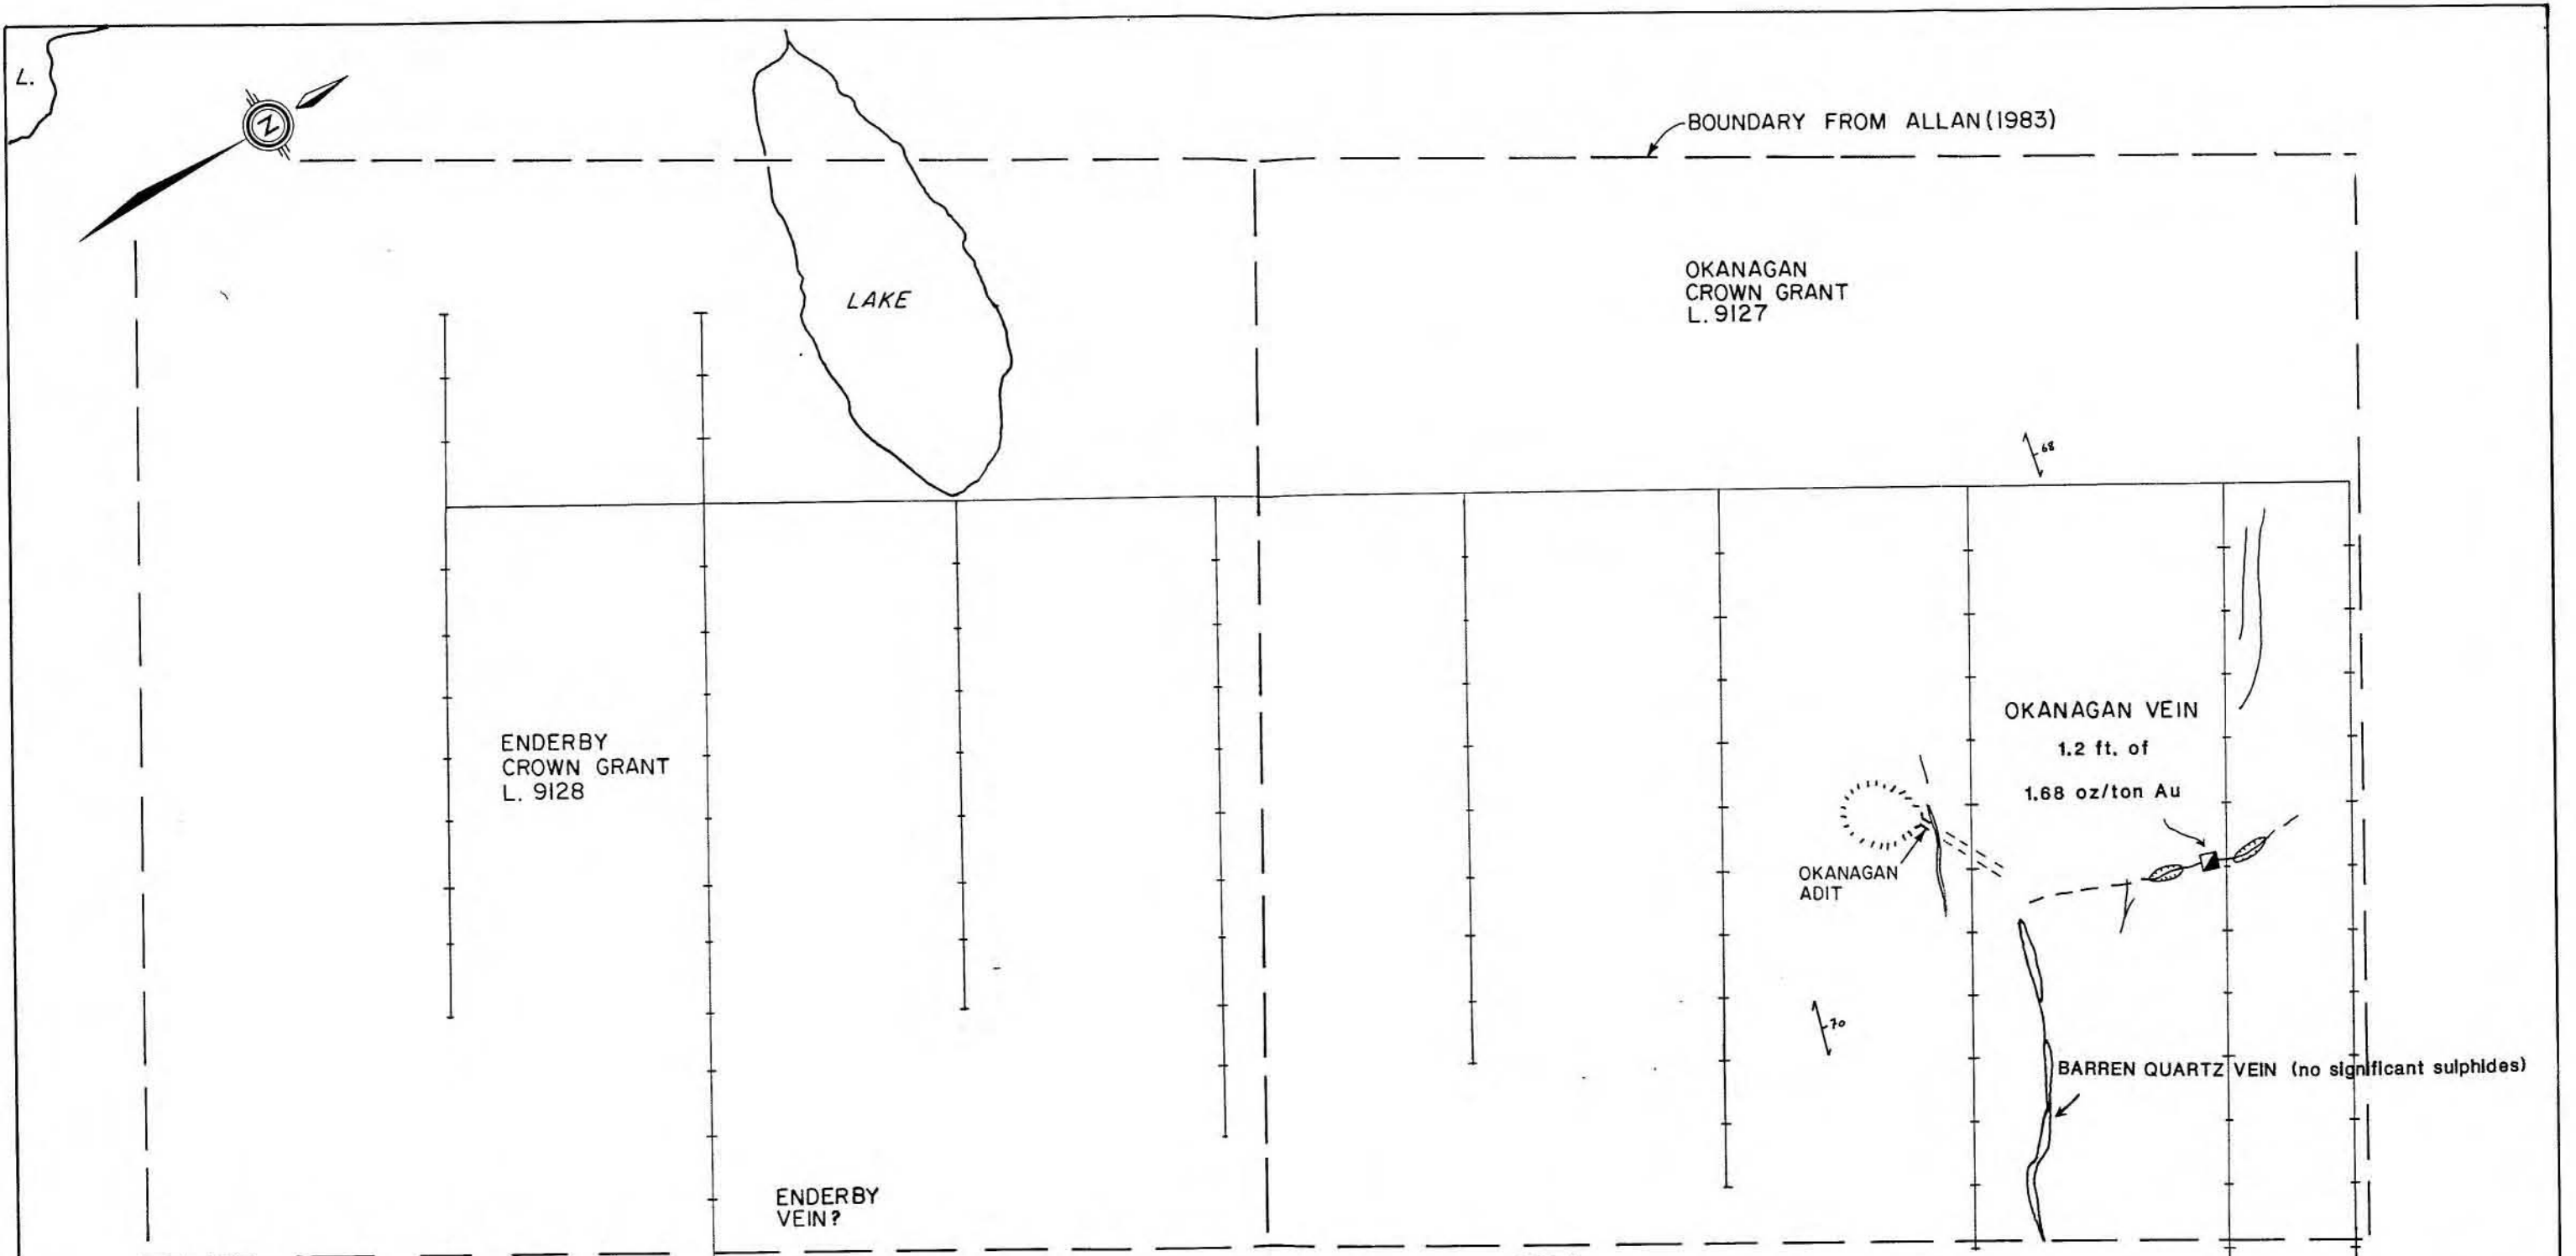 L.
N
BOUNDARY FROM ALLAN (1983)
LAKE
OKANAGAN
CROWN GRANT
L. 9127
68
ENDERBY
CROWN GRANT
L. 9128
OKANAGAN VEIN
1.2 ft. of
1.68 oz/ton Au
OKANAGAN
ADIT
70
BARREN QUARTZ VEIN (no significant sulphides)
ENDERBY
VEIN?